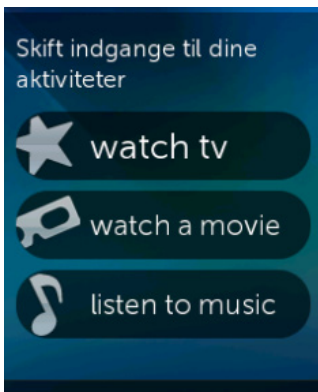 Skift indgange til dine
aktiviteter
watch tv
watch a movie
listen to music